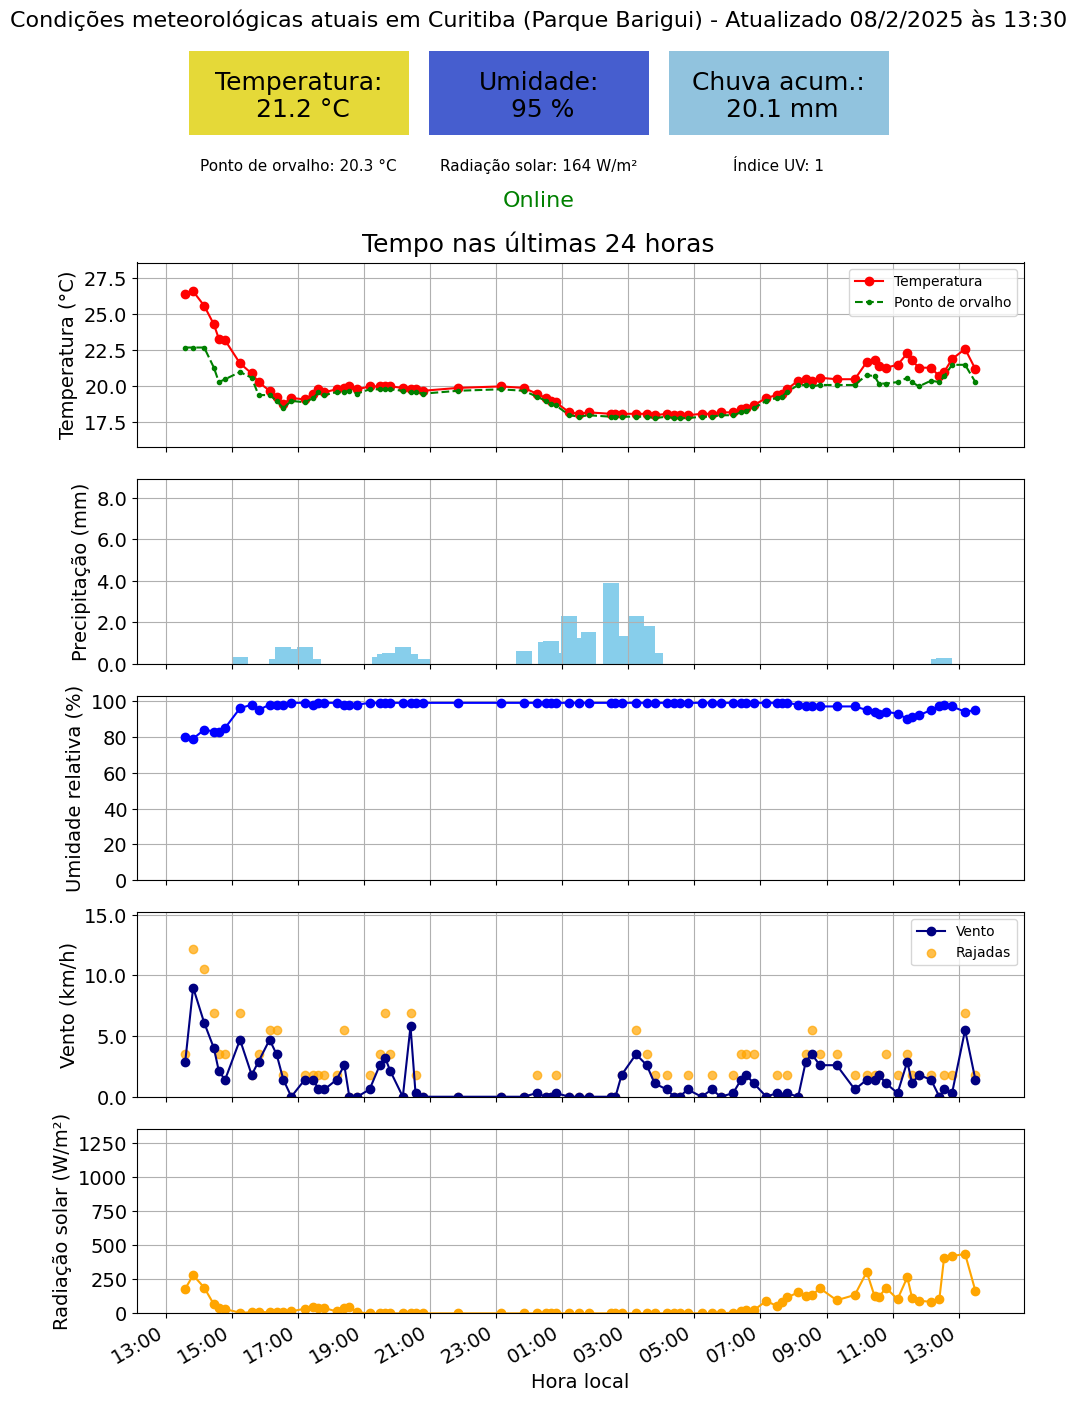 Condições meteorológicas atuais em Curitiba (Parque Barigui) - Atualizado 08/2/2025 às 13:30
Temperatura:
21.2 °C
Umidade:
95 %
Chuva acum.:
20.1 mm
Ponto de orvalho: 20.3 °C
Radiação solar: 164 W/m²
Índice UV: 1
Online
Tempo nas últimas 24 horas
Temperatura (°C)
27.5
25.0
22.5
20.0
17.5
Temperatura
Ponto de orvalho
Precipitação (mm)
8.0
6.0
4.0
2.0
0.0
Umidade relativa (%)
100
80
60
40
20
0
Vento (km/h)
15.0
10.0
5.0
0.0
Vento
Rajadas
Radiação solar (W/m²)
1250
1000
750
500
250
0
13:00
15:00
17:00
19:00
21:00
23:00
01:00
03:00
05:00
07:00
09:00
11:00
13:00
Hora local